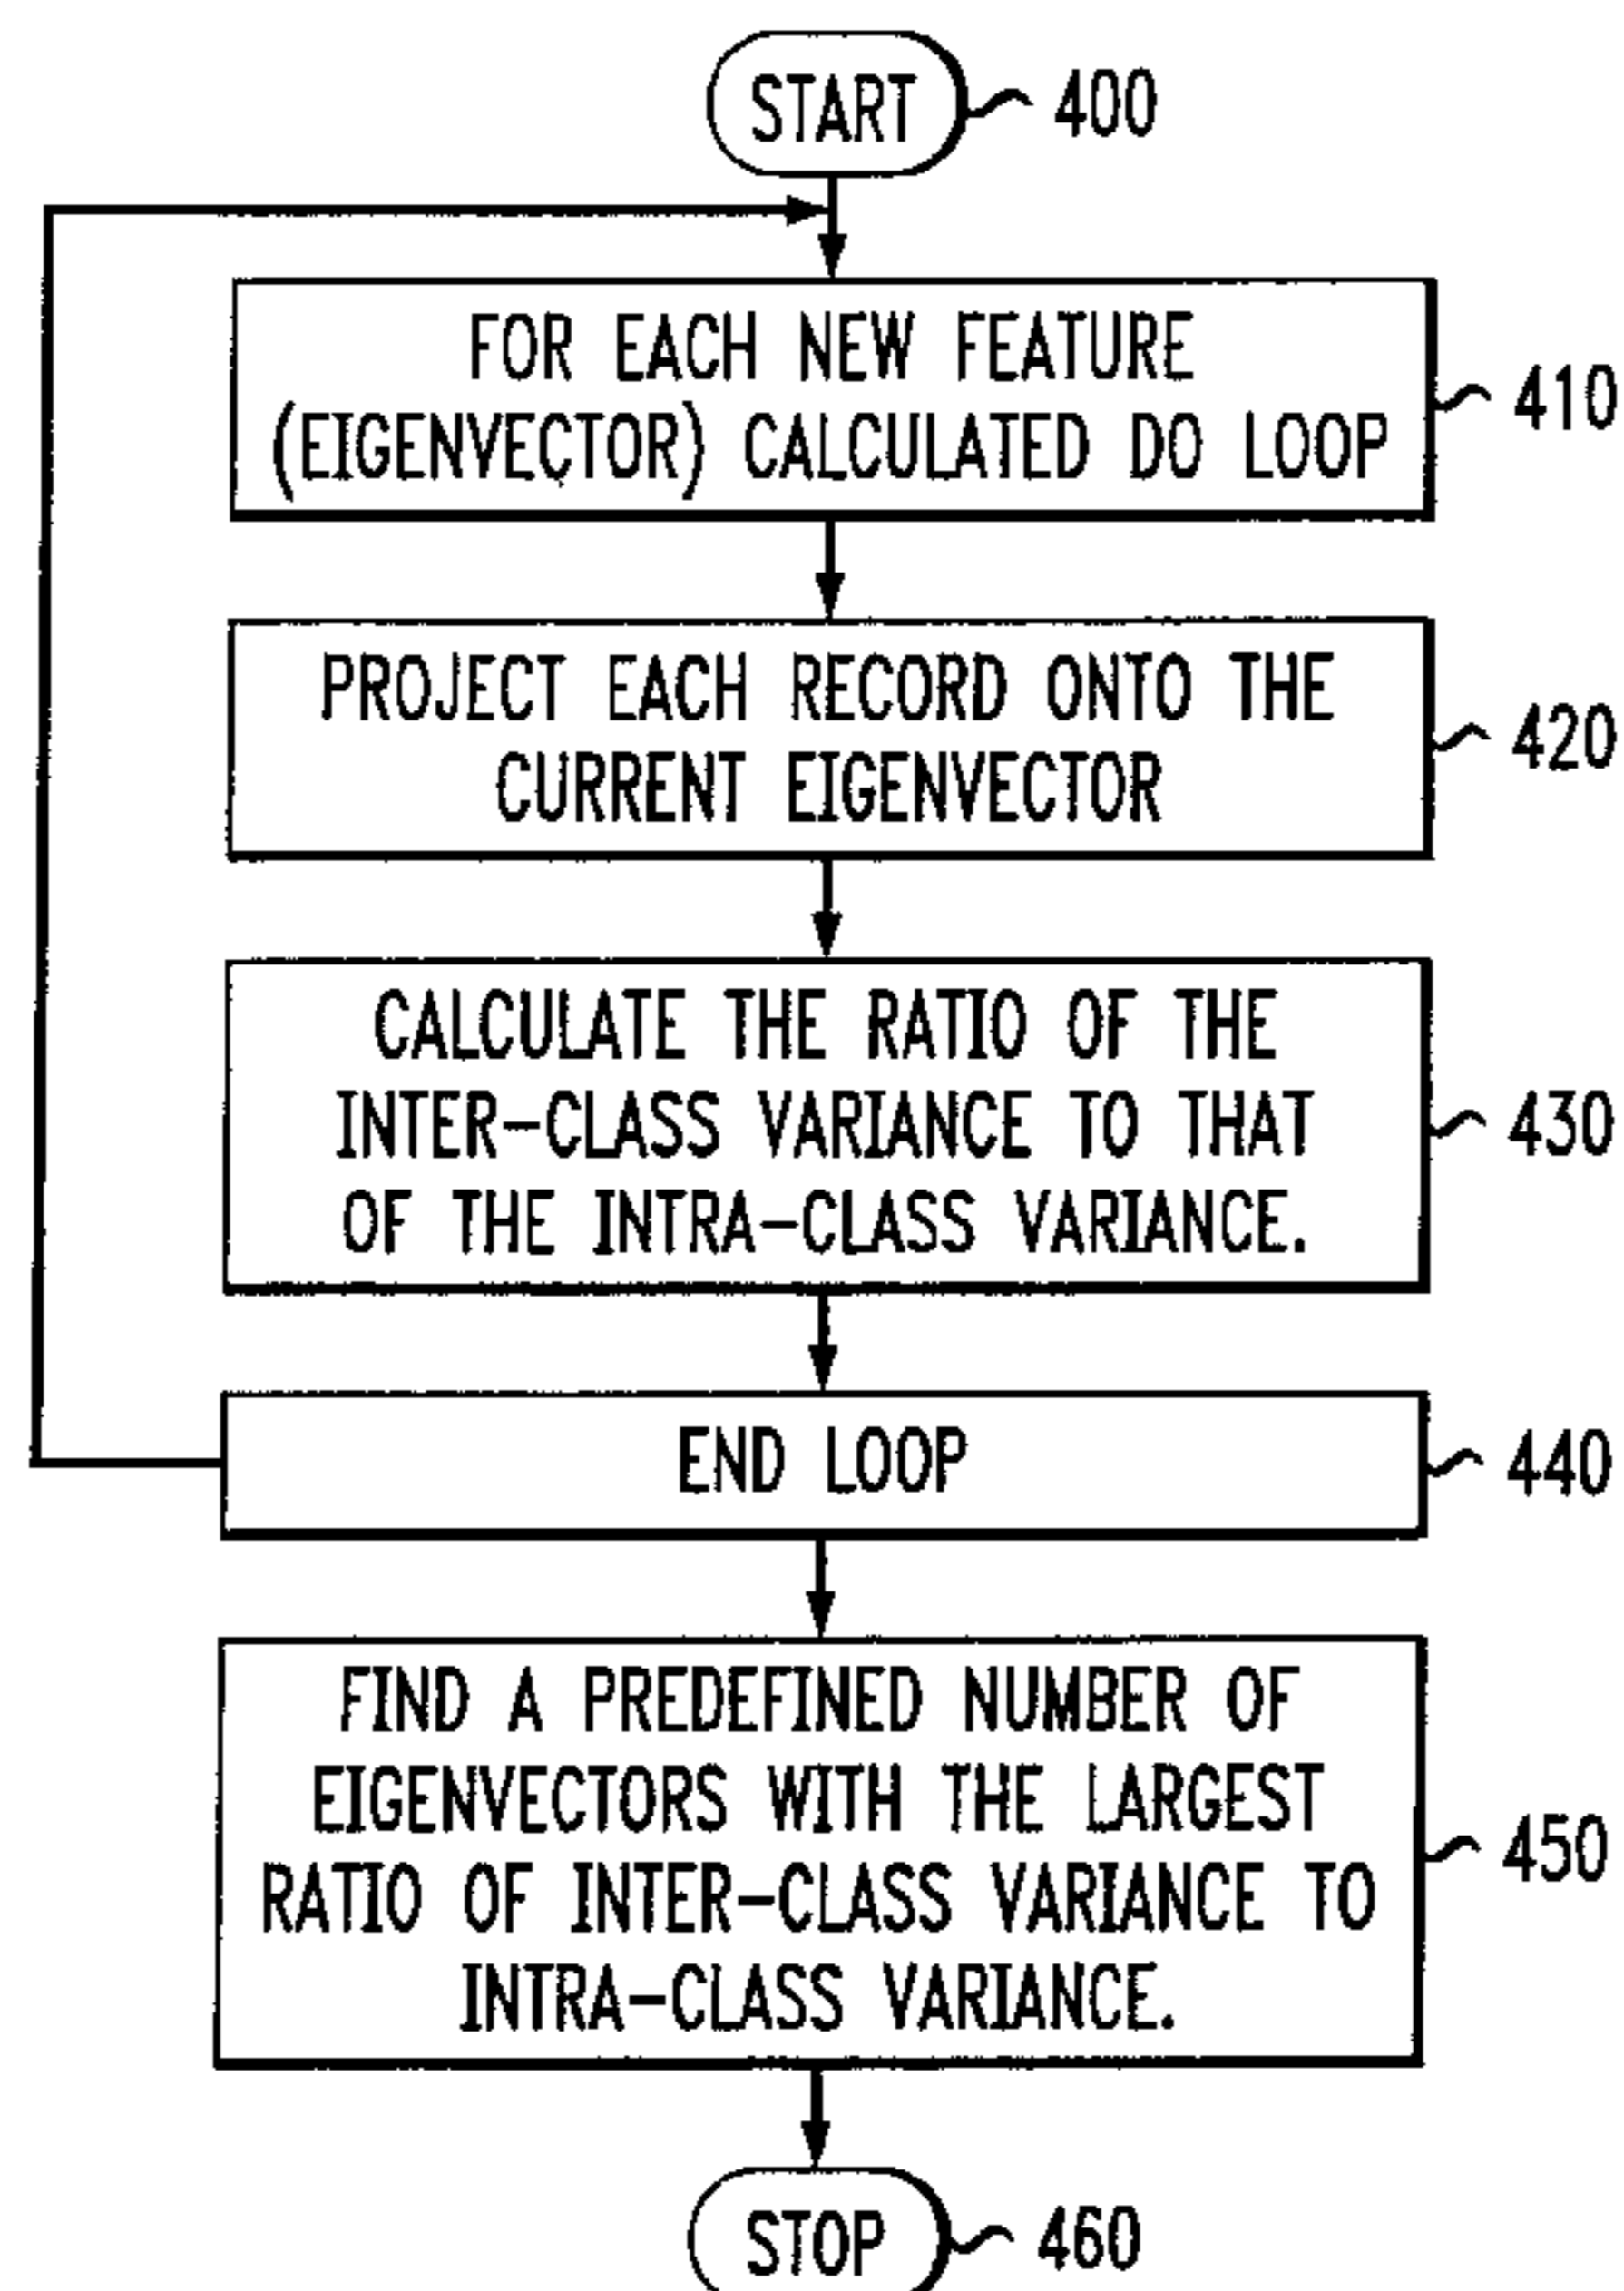 START 400
FOR EACH NEW FEATURE
(EIGENVECTOR) CALCULATED DO LOOP
410
PROJECT EACH RECORD ONTO THE
CURRENT EIGENVECTOR
420
CALCULATE THE RATIO OF THE
INTER-CLASS VARIANCE TO THAT
OF THE INTRA-CLASS VARIANCE.
430
END LOOP 440
FIND A PREDEFINED NUMBER OF
EIGENVECTORS WITH THE LARGEST
RATIO OF INTER-CLASS VARIANCE TO
INTRA-CLASS VARIANCE.
450
STOP 460